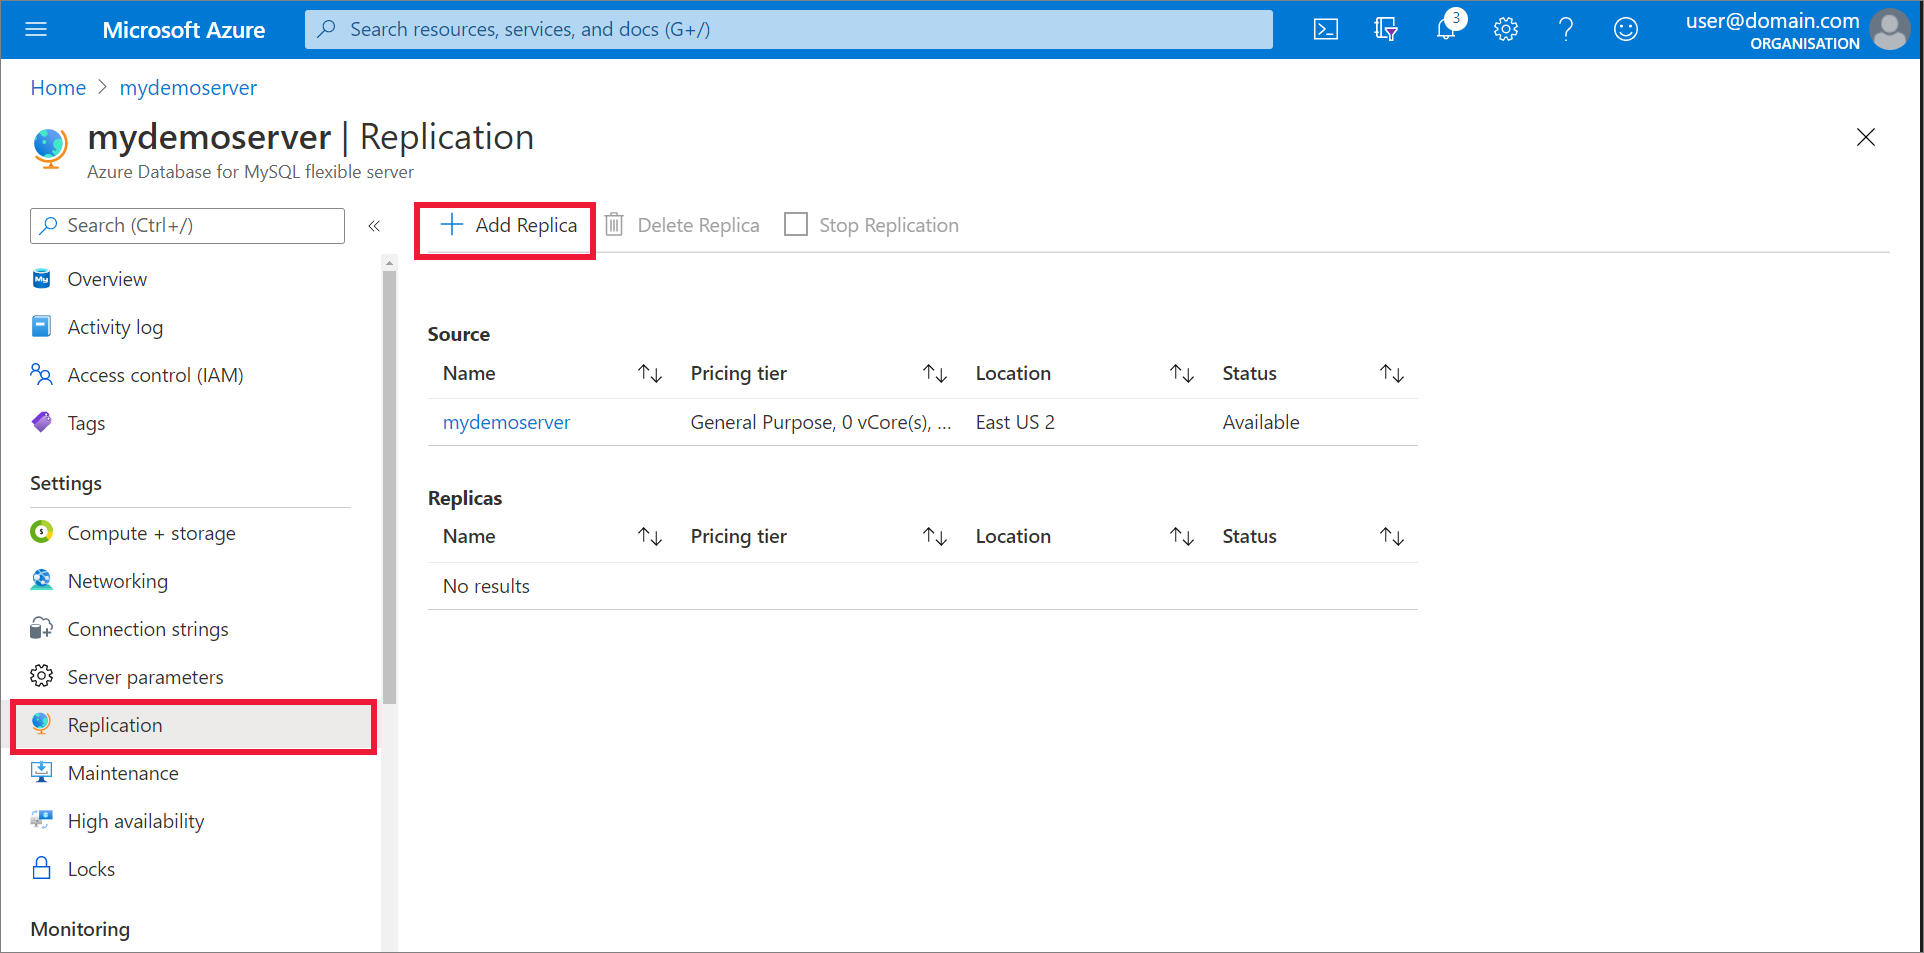 Microsoft Azure
Search resources, services, and docs (G+/)
3
user@domain.com
ORGANISATION
Home > mydemoserver
mydemoserver | Replication
Azure Database for MySQL flexible server
Search (Ctrl+/)
«
Add Replica
Delete Replica
Stop Replication
Overview
Activity log
Access control (IAM)
Tags
Settings
Compute + storage
Networking
Connection strings
Server parameters
Replication
Maintenance
High availability
Locks
Monitoring
Source
Name Pricing tier Location Status
mydemoserver General Purpose, 0 vCore(s), ... East US 2 Available
Replicas
Name Pricing tier Location Status
No results